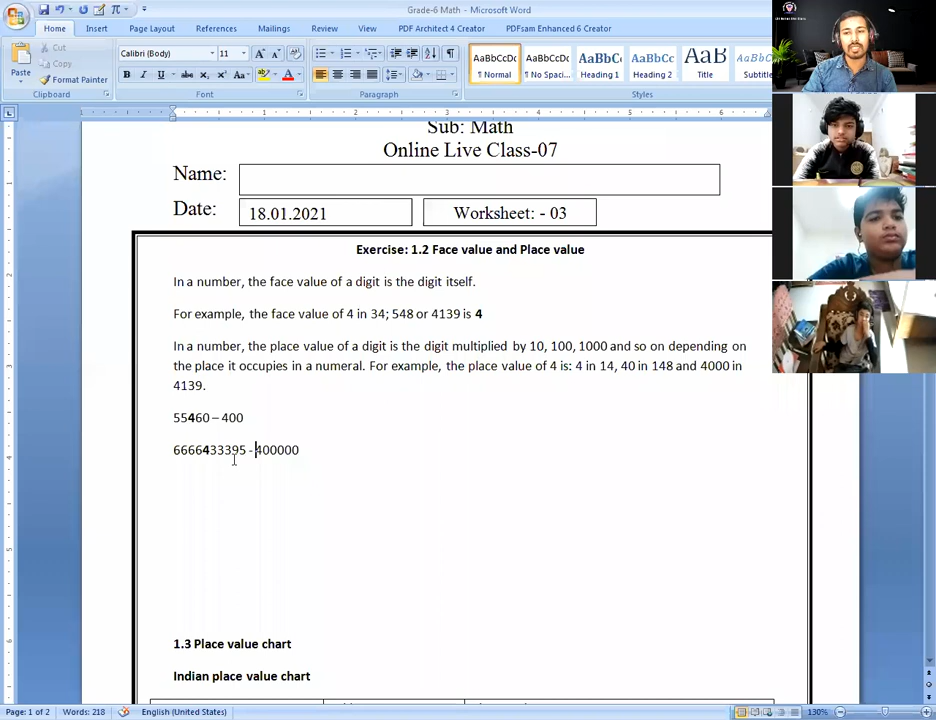 Grade-6 Math - Microsoft Word
Home Insert Page Layout References Mailings Review View PDF Architect 4 Creator PDFsam Enhanced 6 Creator
Paste
Cut
Copy
Format Painter
Clipboard
Calibri (Body) 11
Font
Paragraph
AaBbCcDc AaBbCcDc AaBbC AaBbCc AaB AaBbC
¶ Normal ¶ No Spaci... Heading 1 Heading 2 Title Subtitle
Styles
Sub: Math
Online Live Class-07
Name:
Date: 18.01.2021 Worksheet: - 03
Exercise: 1.2 Face value and Place value
In a number, the face value of a digit is the digit itself.
For example, the face value of 4 in 34; 548 or 4139 is 4
In a number, the place value of a digit is the digit multiplied by 10, 100, 1000 and so on depending on
the place it occupies in a numeral. For example, the place value of 4 is: 4 in 14, 40 in 148 and 4000 in
4139.
55460 – 400
6666433395 - 400000
1.3 Place value chart
Indian place value chart
Page: 1 of 2 Words: 218 English (United States) 130%